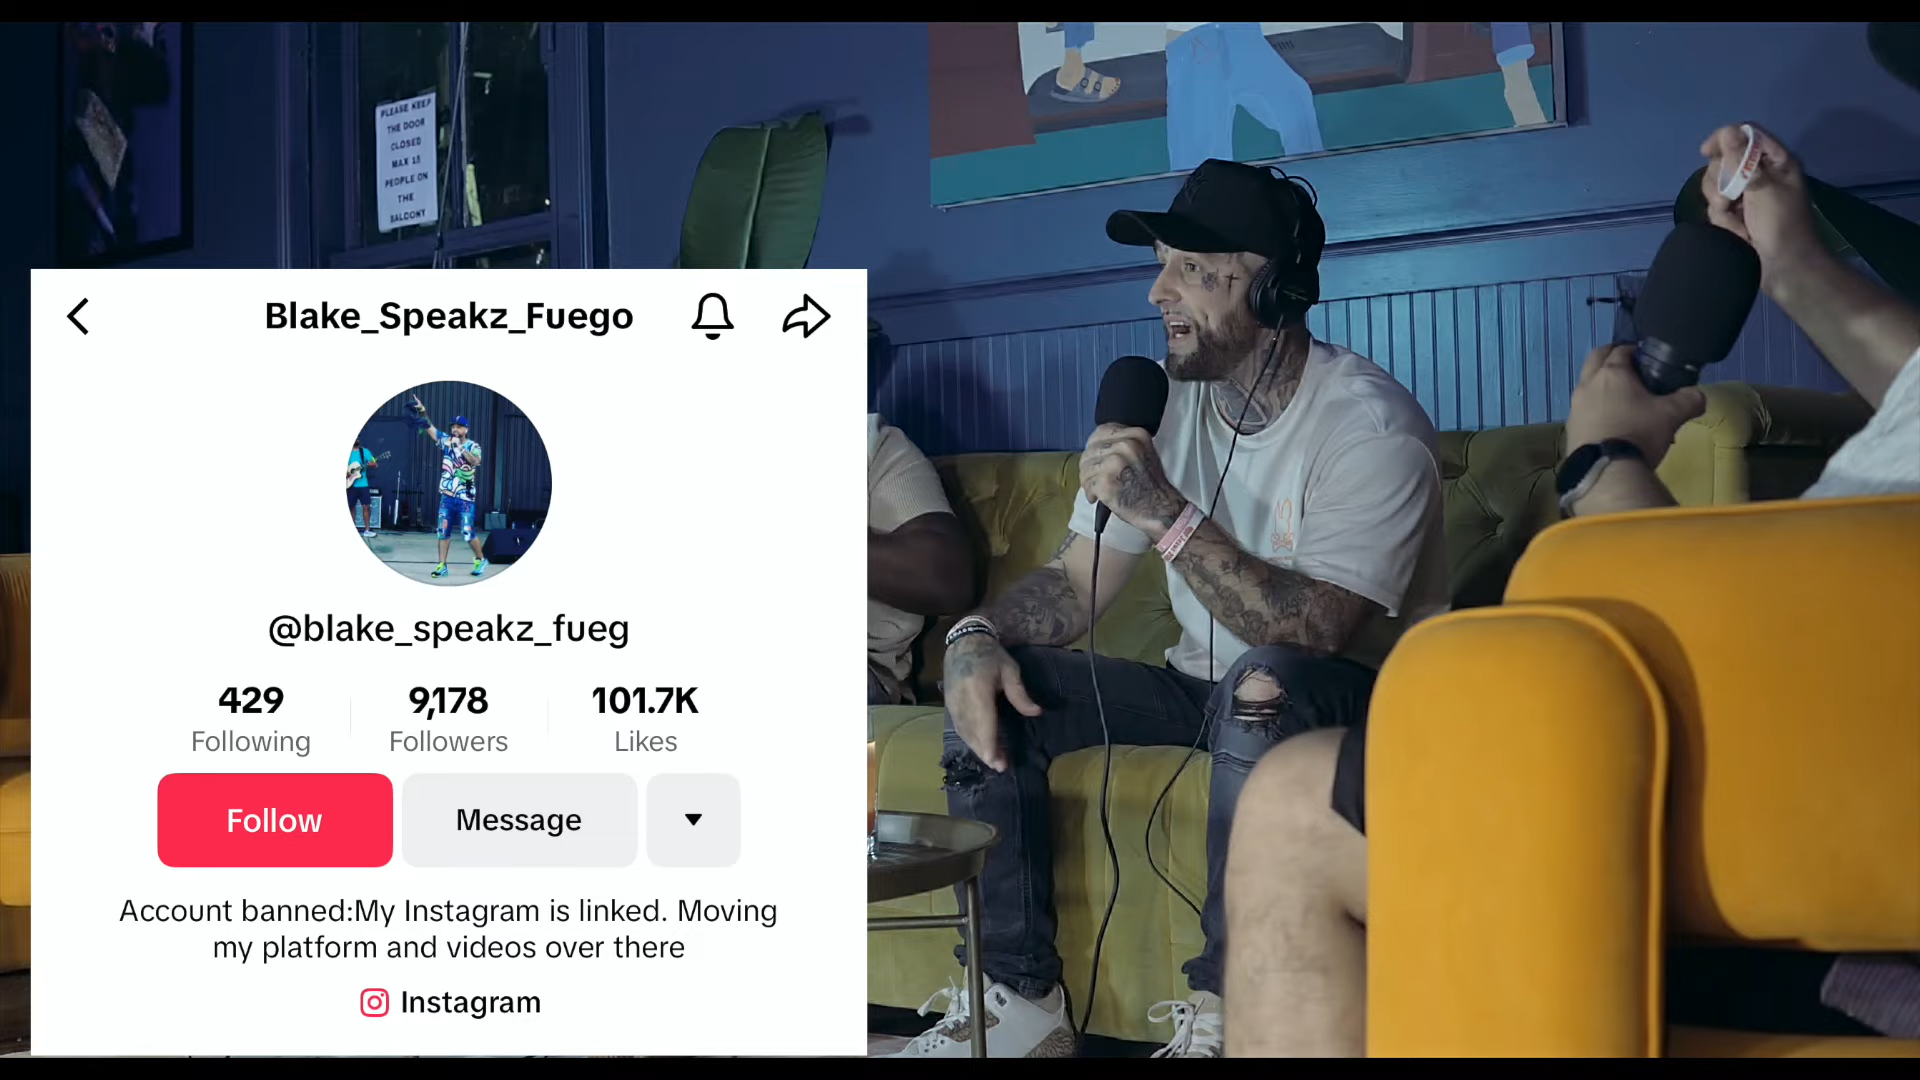 PLEASE KEEP
THE DOOR
CLOSED
MAX 15
PEOPLE ON
THE
BALCONY
Blake_Speakz_Fuego
@blake_speakz_fueg
429
Following
9,178
Followers
101.7K
Likes
Follow
Message
Account banned:My Instagram is linked. Moving
my platform and videos over there
Instagram